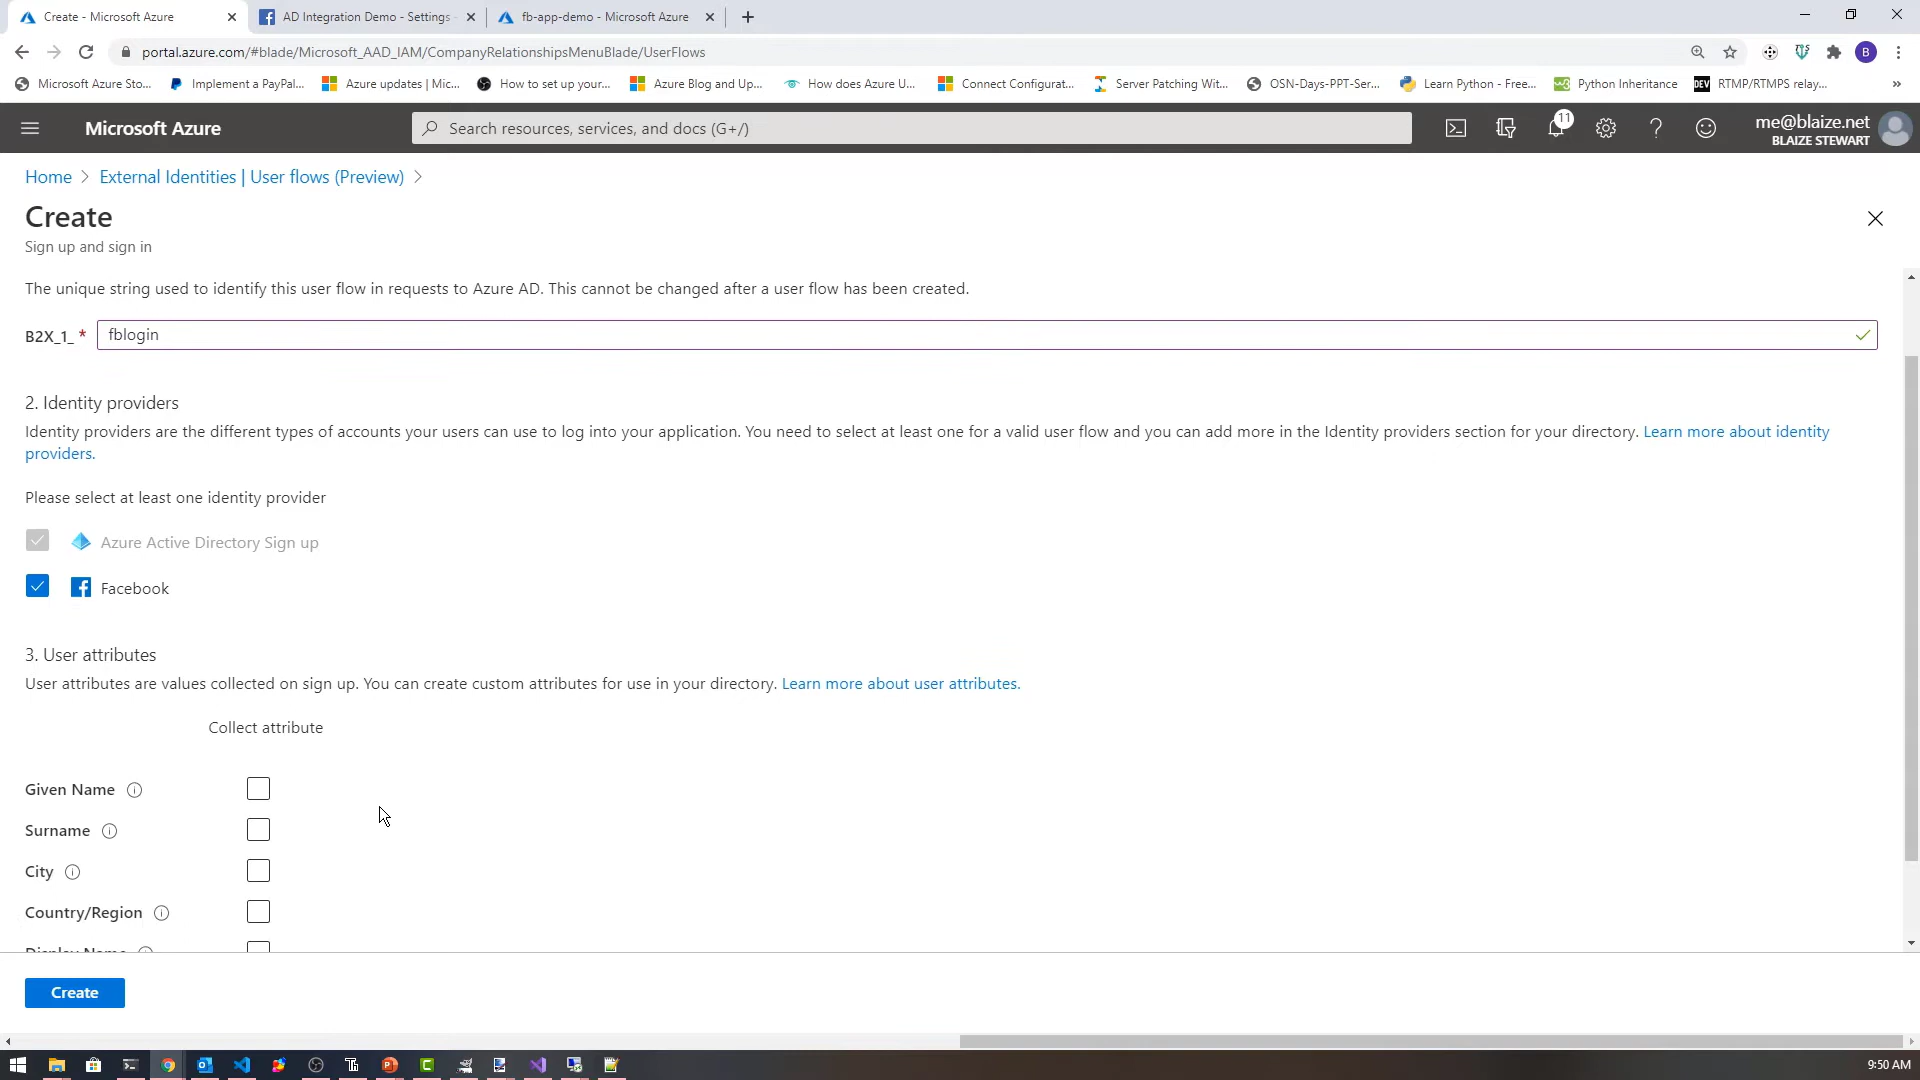 Create - Microsoft Azure
AD Integration Demo - Settings -
fb-app-demo - Microsoft Azure
portal.azure.com/#blade/Microsoft_AAD_IAM/CompanyRelationshipsMenuBlade/UserFlows
B
Microsoft Azure Sto...
Implement a PayPal...
Azure updates | Mic...
How to set up your...
Azure Blog and Up...
How does Azure U...
Connect Configurat...
Server Patching Wit...
OSN-Days-PPT-Ser...
Learn Python - Free...
Python Inheritance
DEV
RTMP/RTMPS relay...
»
Microsoft Azure
Search resources, services, and docs (G+/)
11
me@blaize.net
BLAIZE STEWART
Home > External Identities | User flows (Preview) >
Create
Sign up and sign in
The unique string used to identify this user flow in requests to Azure AD. This cannot be changed after a user flow has been created.
B2X_1_ * fblogin
2. Identity providers
Identity providers are the different types of accounts your users can use to log into your application. You need to select at least one for a valid user flow and you can add more in the Identity providers section for your directory. Learn more about identity
providers.
Please select at least one identity provider
Azure Active Directory Sign up
Facebook
3. User attributes
User attributes are values collected on sign up. You can create custom attributes for use in your directory. Learn more about user attributes.
Collect attribute
Given Name
Surname
City
Country/Region
Display Name
Create
9:50 AM